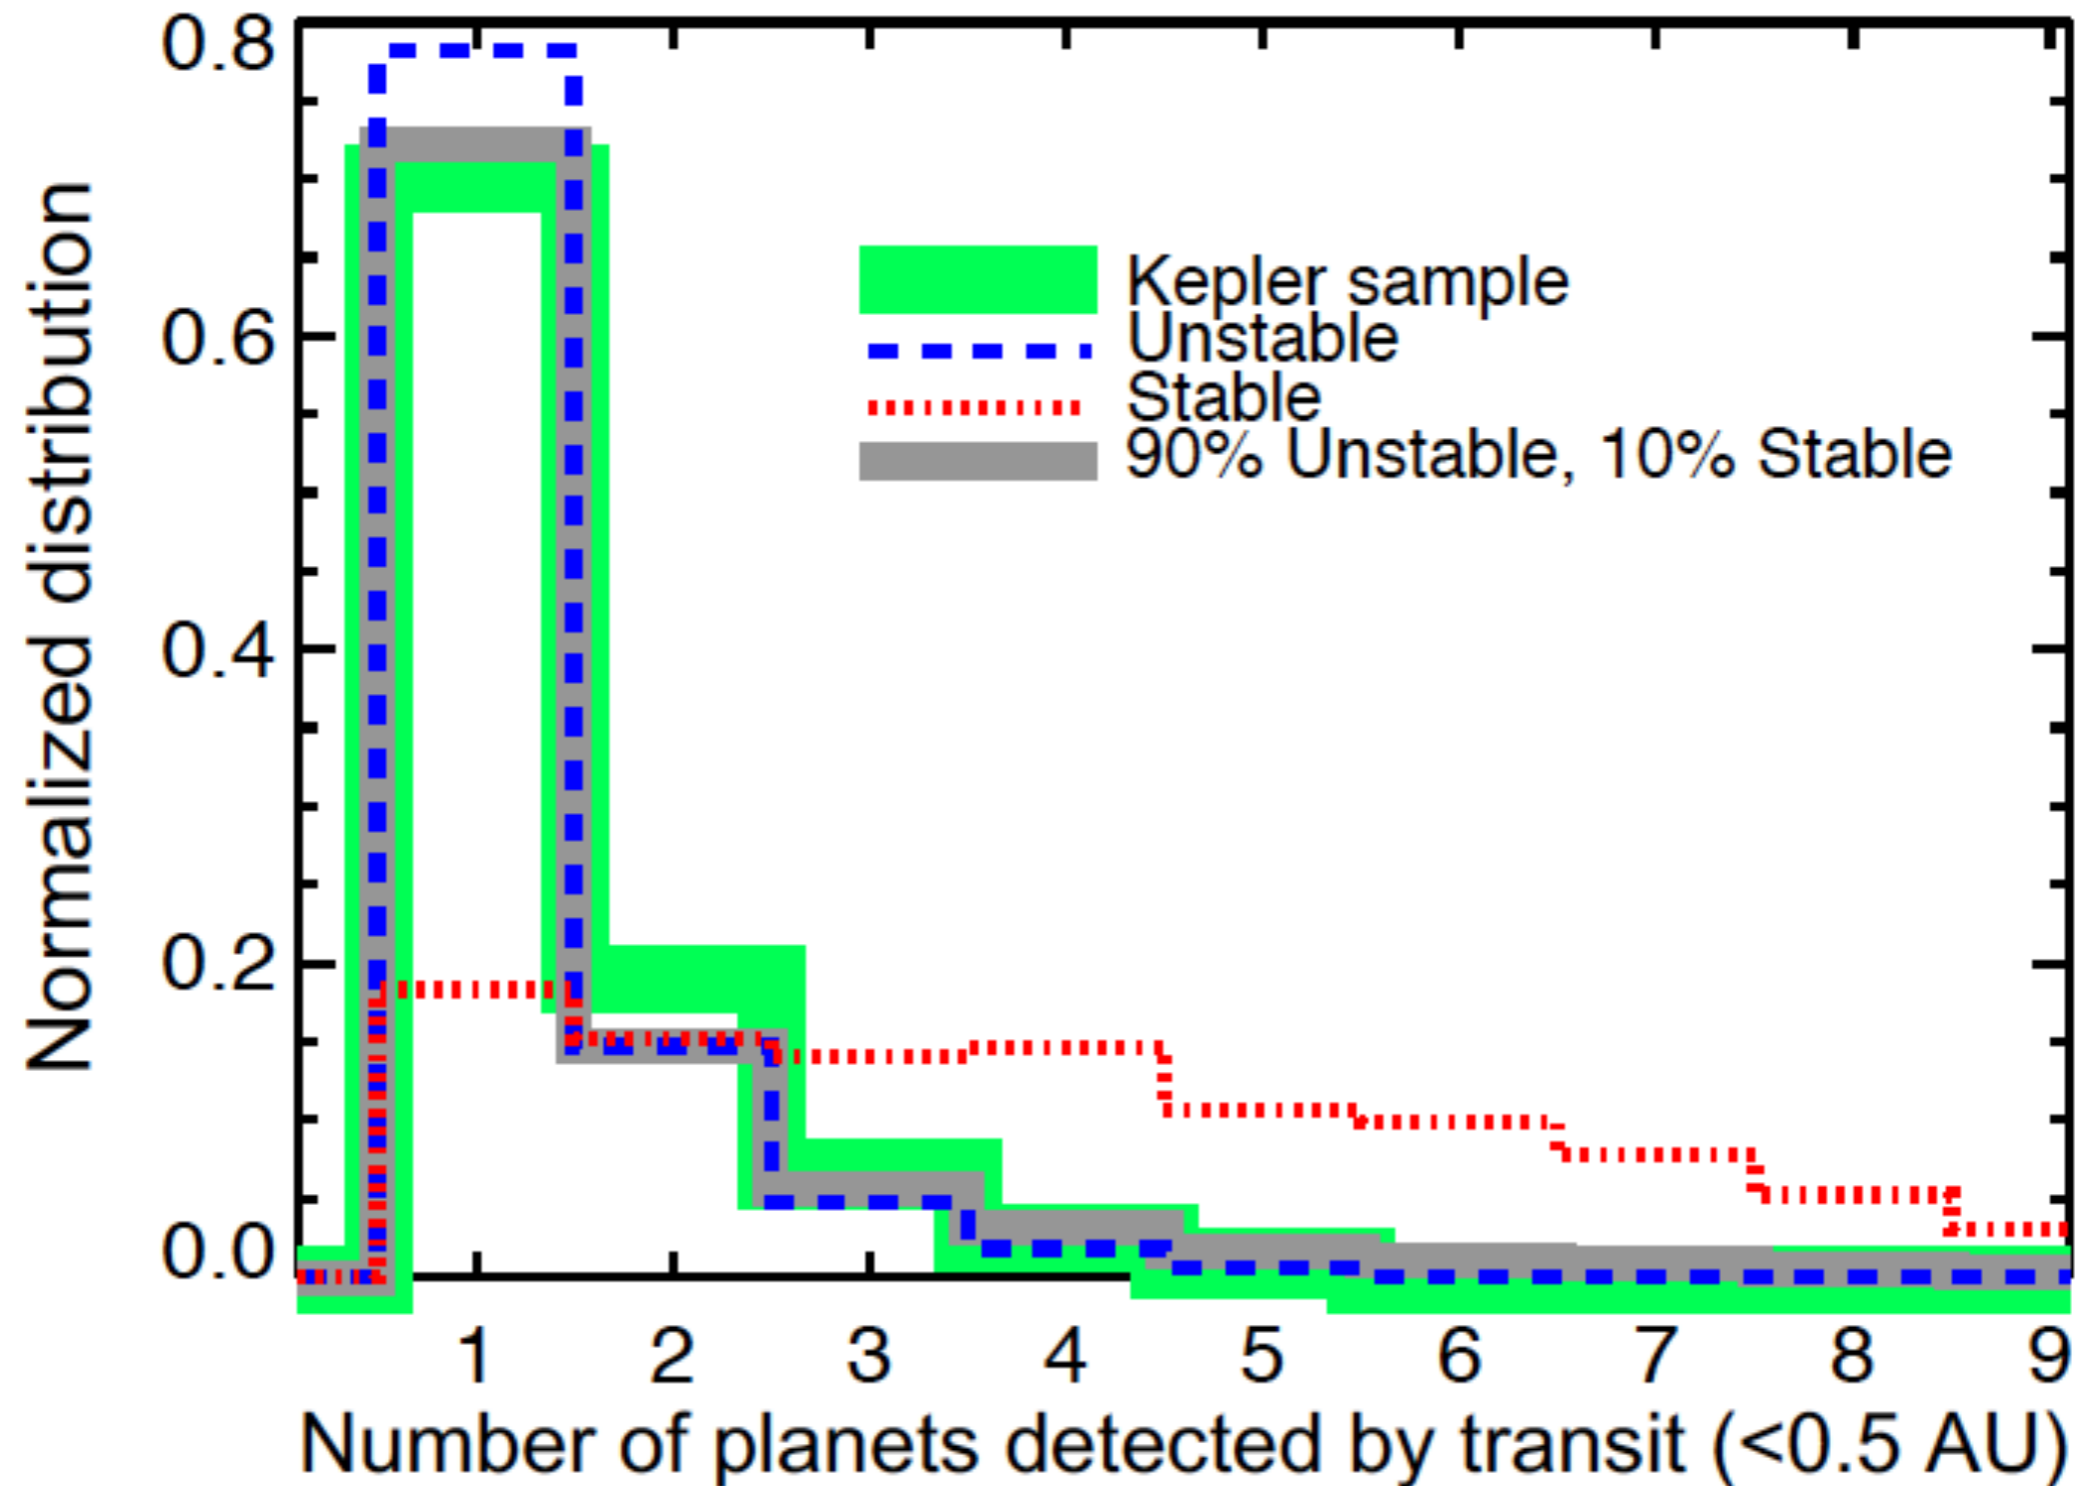 Normalized distribution
0.8
0.6
0.4
0.2
0.0
Kepler sample
Unstable
Stable
90% Unstable, 10% Stable
1 2 3 4 5 6 7 8 9
Number of planets detected by transit (<0.5 AU)